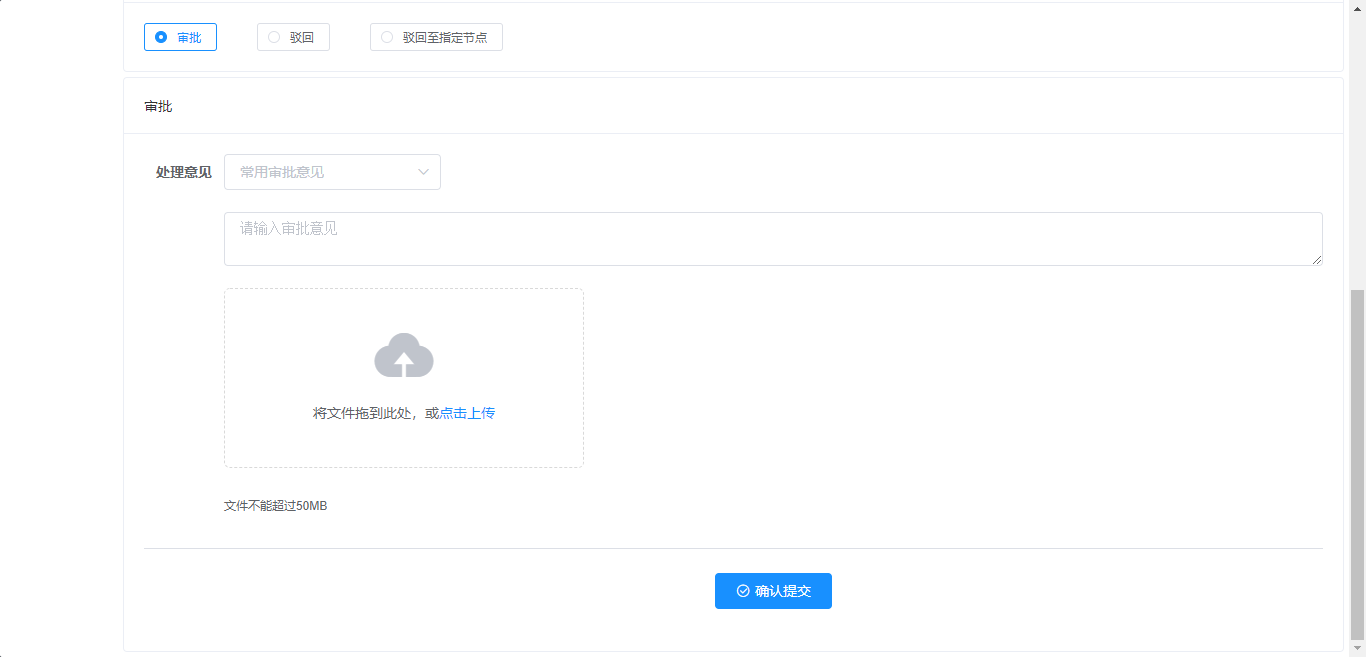 审批 驳回 驳回至指定节点
审批
处理意见 常用审批意见
请输入审批意见
将文件拖到此处，或点击上传
文件不能超过50MB
确认提交